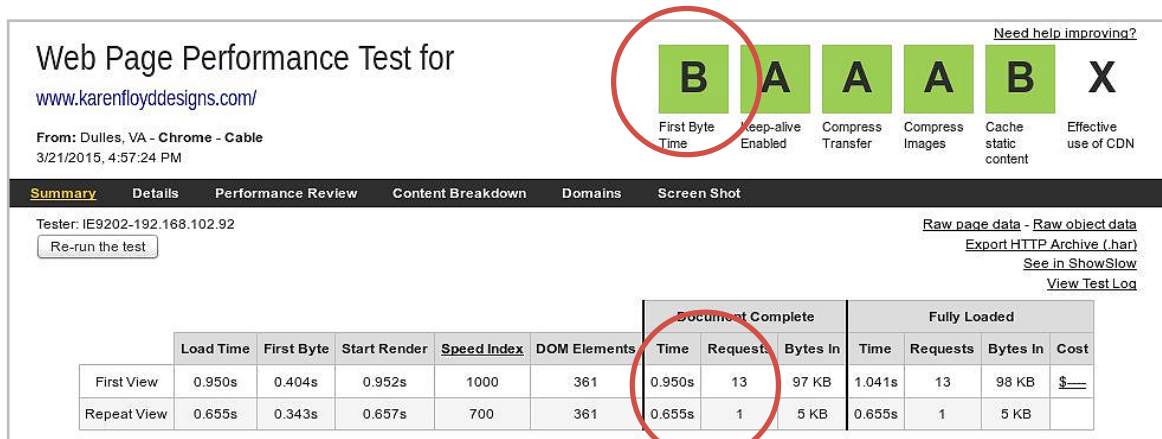 Need help improving?
Web Page Performance Test for
www.karenfloyddesigns.com/
From: Dulles, VA - Chrome - Cable
3/21/2015, 4:57:24 PM
B A A A B X
First Byte Time Keep-alive Enabled Compress Transfer Compress Images Cache static content Effective use of CDN
Summary Details Performance Review Content Breakdown Domains Screen Shot
Tester: IE9202-192.168.102.92
Re-run the test
Raw page data - Raw object data
Export HTTP Archive (.har)
See in ShowSlow
View Test Log
Document Complete Fully Loaded
Load Time First Byte Start Render Speed Index DOM Elements Time Requests Bytes In Time Requests Bytes In Cost
First View 0.950s 0.404s 0.952s 1000 361 0.950s 13 97 KB 1.041s 13 98 KB $----
Repeat View 0.655s 0.343s 0.657s 700 361 0.655s 1 5 KB 0.655s 1 5 KB